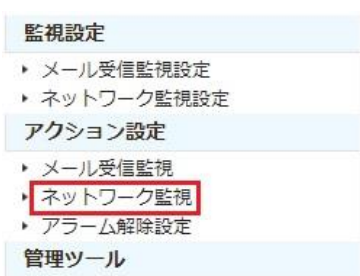 監視設定
メール受信監視設定
ネットワーク監視設定
アクション設定
メール受信監視
ネットワーク監視
アラーム解除設定
管理ツール